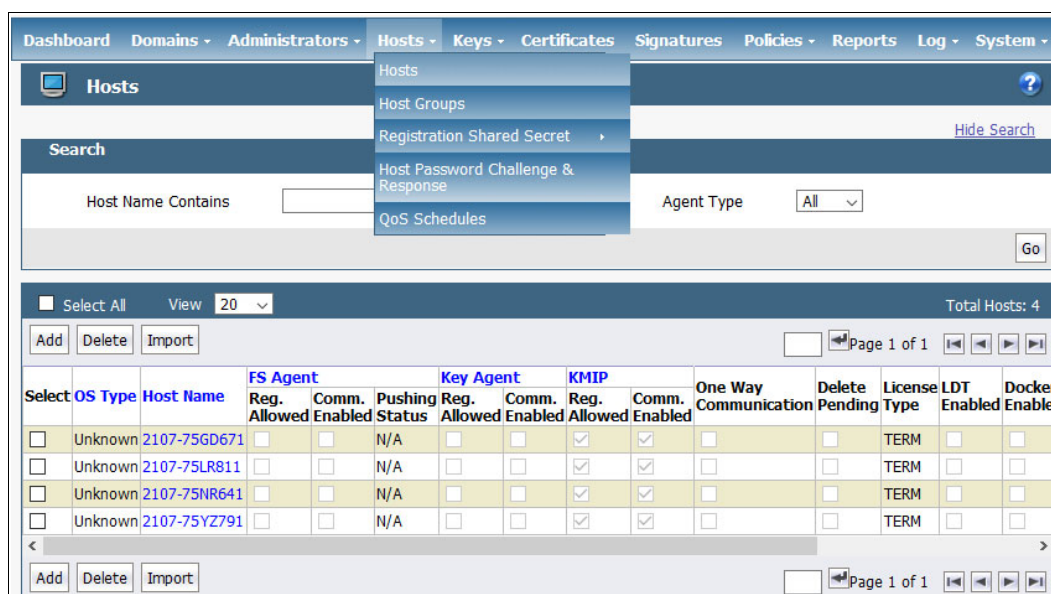 Dashboard Domains Administrators Hosts Keys Certificates Signatures Policies Reports Log System
Hosts
Hosts
Host Groups
Registration Shared Secret
Host Password Challenge &
Response
QoS Schedules
Hide Search
Search
Host Name Contains Agent Type All
Go
Select All View 20 Total Hosts: 4
Add Delete Import Page 1 of 1
FS Agent Key Agent KMIP
Select OS Type Host Name Reg. Allowed Comm. Enabled Pushing Status Reg. Allowed Comm. Enabled Reg. Allowed Comm. Enabled One Way Communication Delete Pending License Type LDT Enabled Docke Enable
Unknown 2107-75GD671 N/A TERM
Unknown 2107-75LR811 N/A TERM
Unknown 2107-75NR641 N/A TERM
Unknown 2107-75YZ791 N/A TERM
Add Delete Import Page 1 of 1